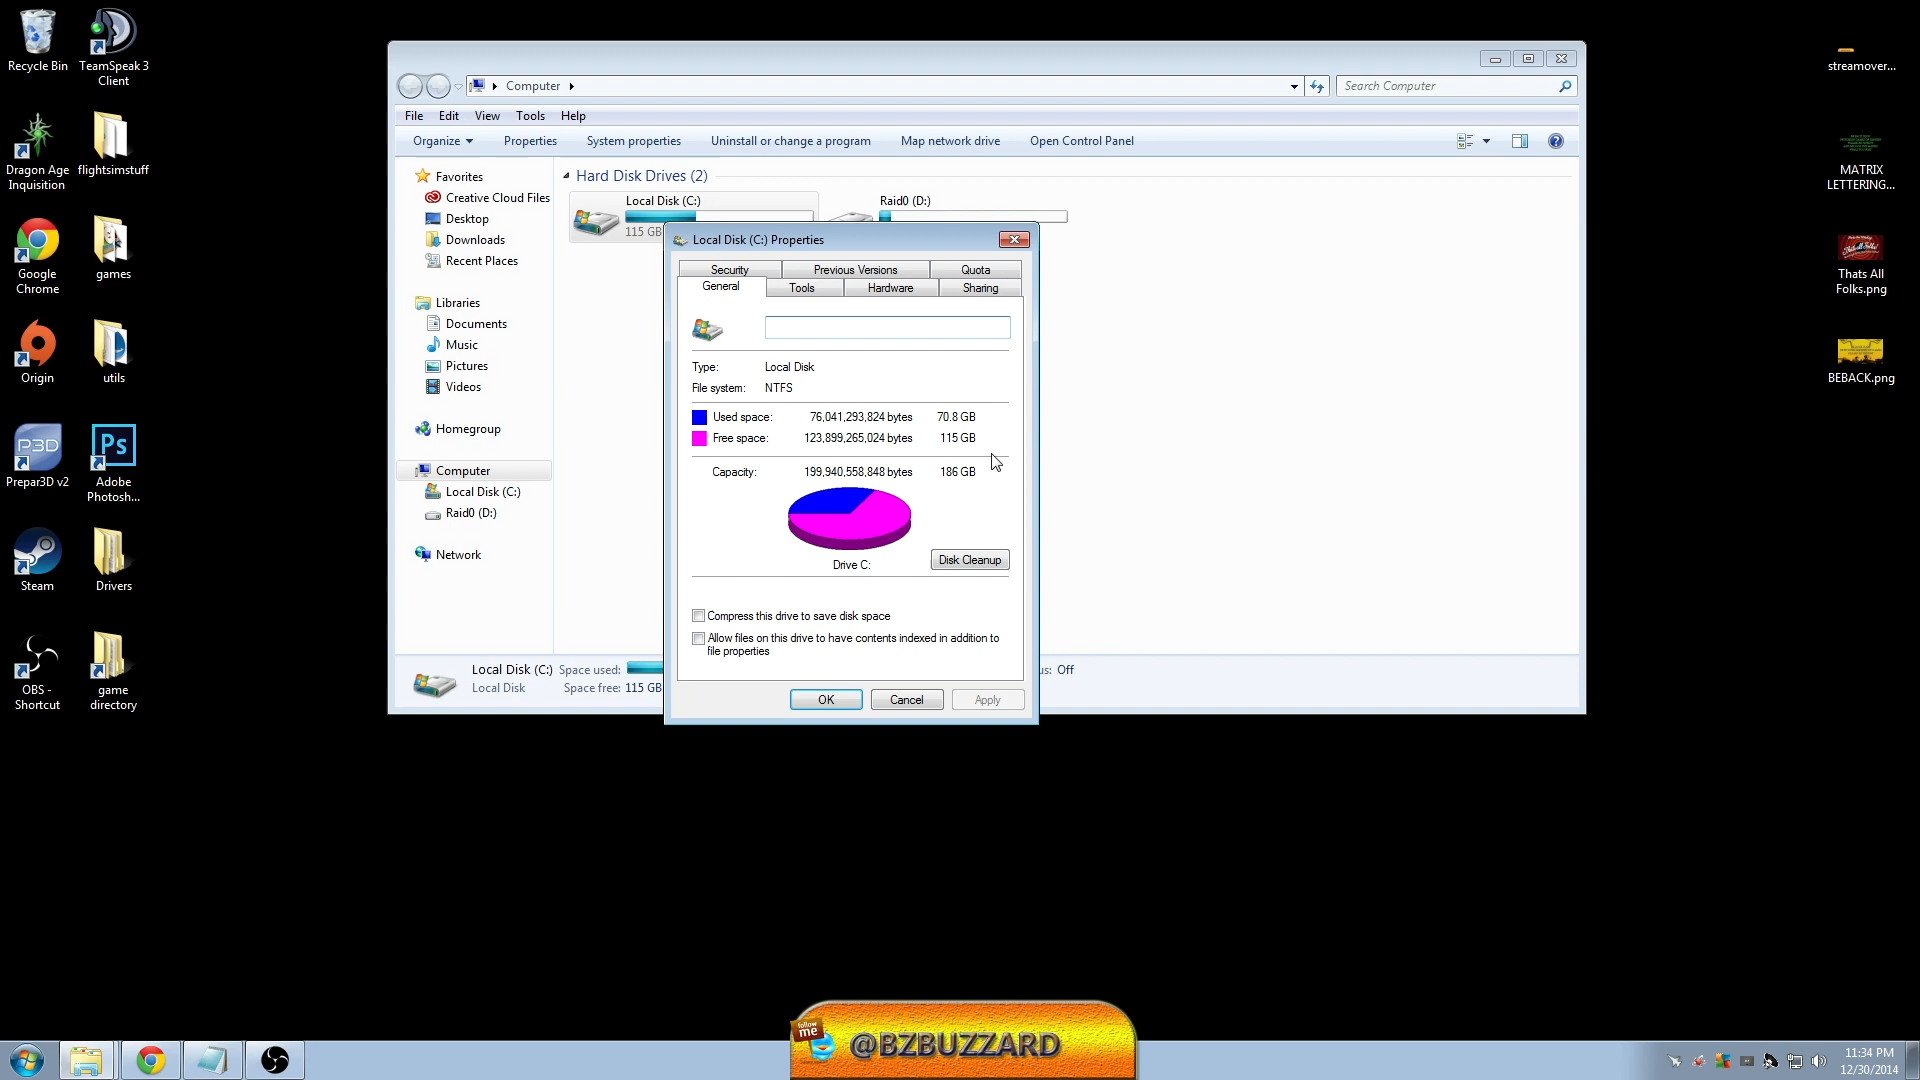 Recycle Bin
TeamSpeak 3
Client
Dragon Age
Inquisition
flightsimstuff
Google
Chrome
games
Origin
utils
Prepar3D v2
Adobe
Photosh...
Steam
Drivers
OBS -
Shortcut
game
directory
Computer
Search Computer
File Edit View Tools Help
Organize Properties System properties Uninstall or change a program Map network drive Open Control Panel
Favorites
Creative Cloud Files
Desktop
Downloads
Recent Places
Libraries
Documents
Music
Pictures
Videos
Homegroup
Computer
Local Disk (C:)
Raid0 (D:)
Network
Hard Disk Drives (2)
Local Disk (C:)
115 GB
Raid0 (D:)
Local Disk (C:) Properties
Security Previous Versions Quota
General Tools Hardware Sharing
Type: Local Disk
File system: NTFS
Used space: 76,041,293,824 bytes 70.8 GB
Free space: 123,899,265,024 bytes 115 GB
Capacity: 199,940,558,848 bytes 186 GB
Drive C:
Disk Cleanup
Compress this drive to save disk space
Allow files on this drive to have contents indexed in addition to
file properties
OK Cancel Apply
Local Disk (C:) Space used:
Local Disk Space free: 115 GB
us: Off
streamover...
MATRIX
LETTERING...
Thats All
Folks.png
BEBACK.png
P3D
Ps
follow
me
@BZBUZZARD
11:34 PM
12/30/2014